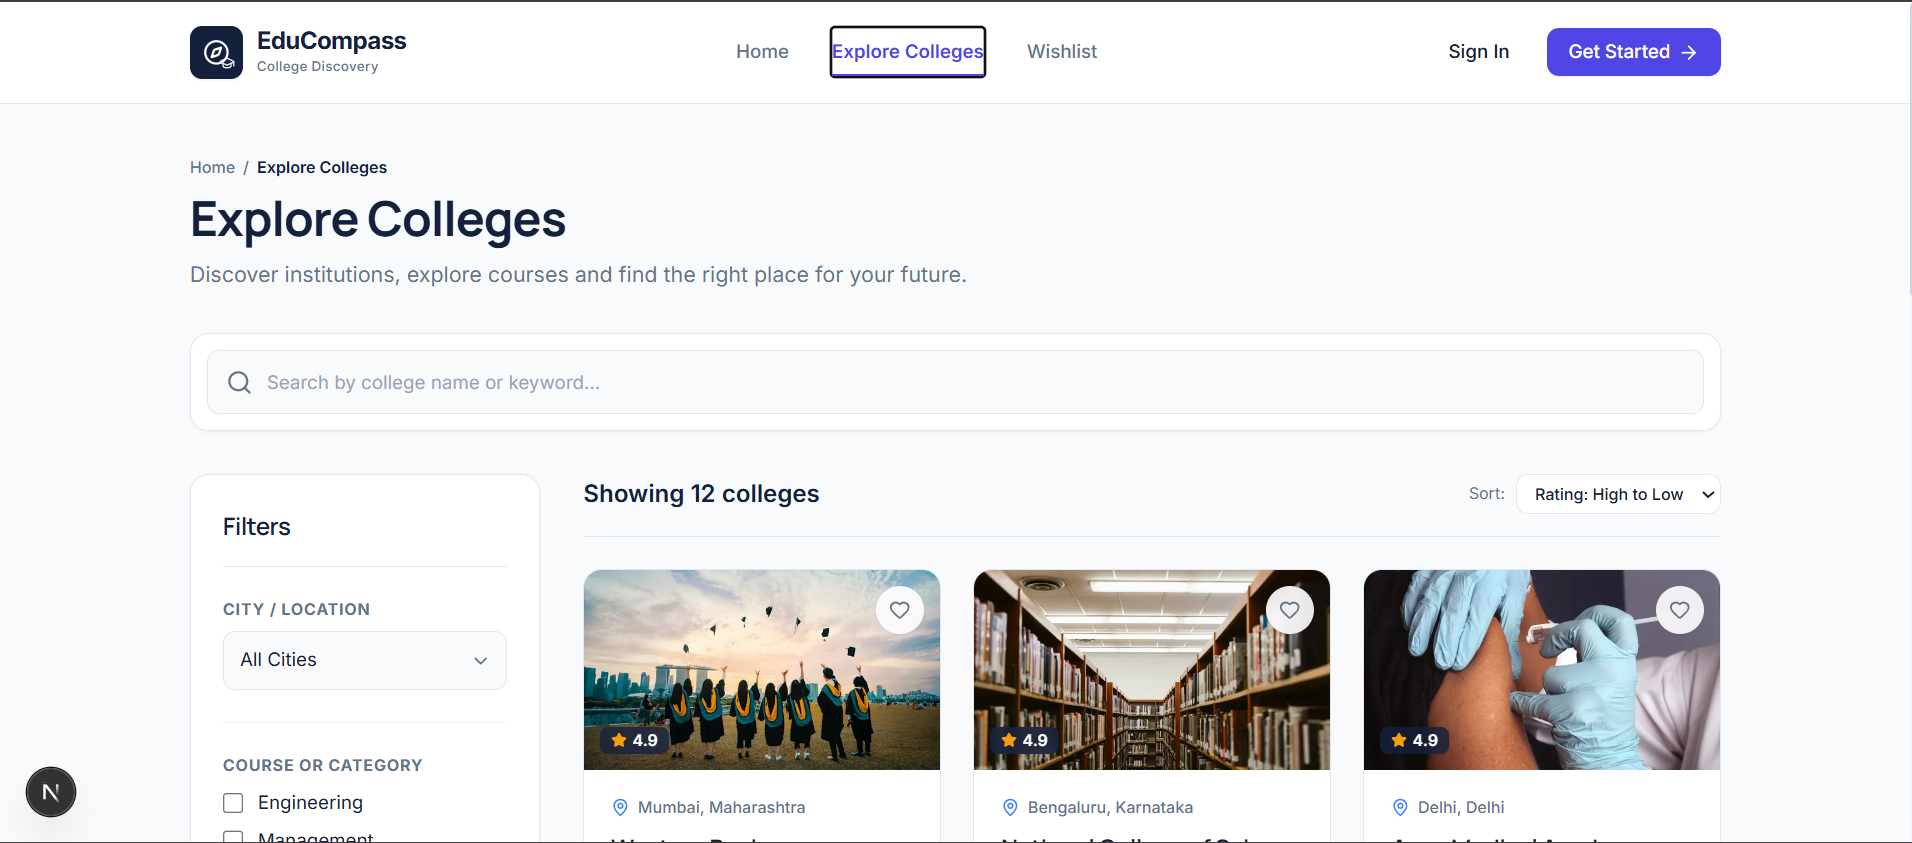 EduCompass
College Discovery
Home
Explore Colleges
Wishlist
Sign In
Get Started
Home / Explore Colleges
Explore Colleges
Discover institutions, explore courses and find the right place for your future.
Search by college name or keyword...
Filters
CITY / LOCATION
All Cities
COURSE OR CATEGORY
Engineering
Management
Showing 12 colleges
Sort: Rating: High to Low
4.9
4.9
4.9
Mumbai, Maharashtra
Bengaluru, Karnataka
Delhi, Delhi
N